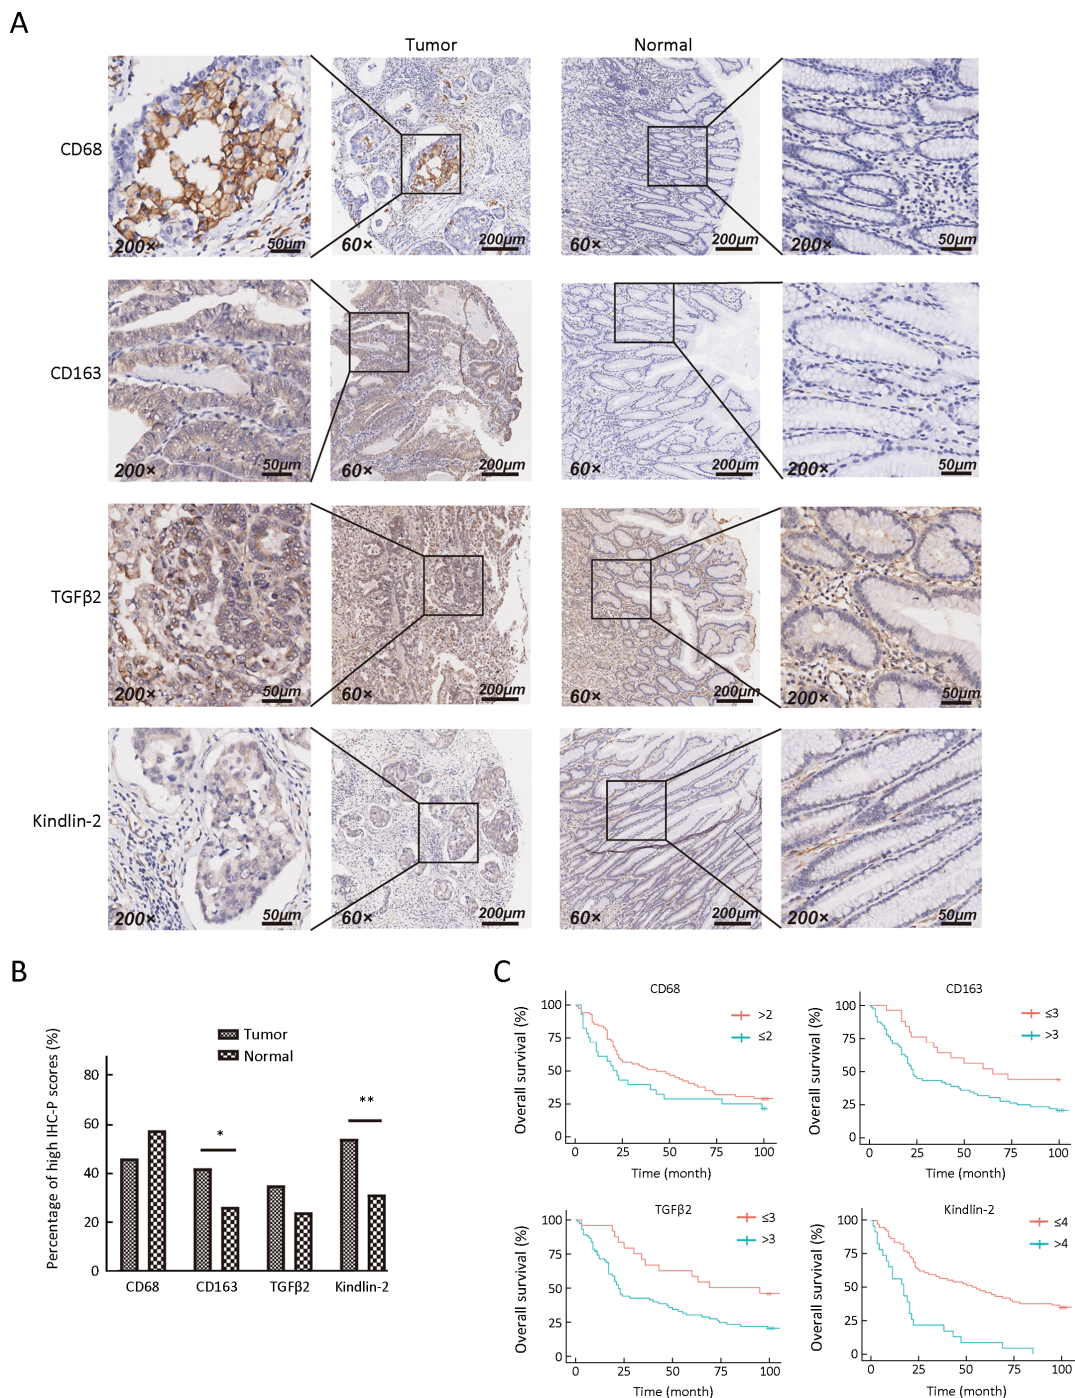 A
Tumor
Normal
CD68
200×
50μm
60×
200μm
60×
200μm
200×
50μm
CD163
200×
50μm
60×
200μm
60×
200μm
200×
50μm
TGFβ2
200×
50μm
60×
200μm
60×
200μm
200×
50μm
Kindlin-2
200×
50μm
60×
200μm
60×
200μm
200×
50μm
B
Tumor
Normal
Percentage of high IHC-P scores (%)
80
60
40
20
0
*
**
CD68
CD163
TGFβ2
Kindlin-2
C
CD68
>2
≤2
Overall survival (%)
100
75
50
25
0
0
25
50
75
100
Time (month)
CD163
≤3
>3
Overall survival (%)
100
75
50
25
0
0
25
50
75
100
Time (month)
TGFβ2
≤3
>3
Overall survival (%)
100
75
50
25
0
0
25
50
75
100
Time (month)
Kindlin-2
≤4
>4
Overall survival (%)
100
75
50
25
0
0
25
50
75
100
Time (month)